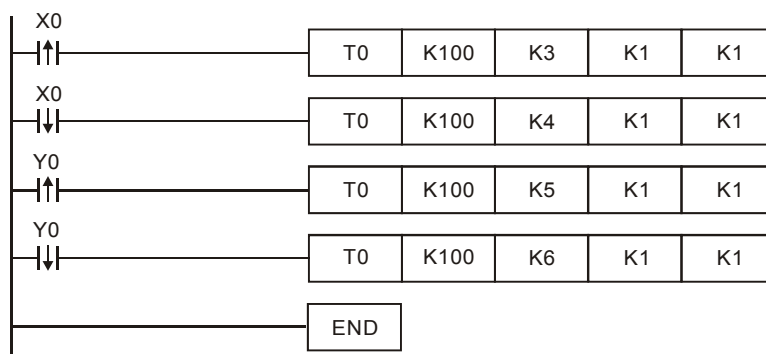 X0
T0 K100 K3 K1 K1
X0
T0 K100 K4 K1 K1
Y0
T0 K100 K5 K1 K1
Y0
T0 K100 K6 K1 K1
END